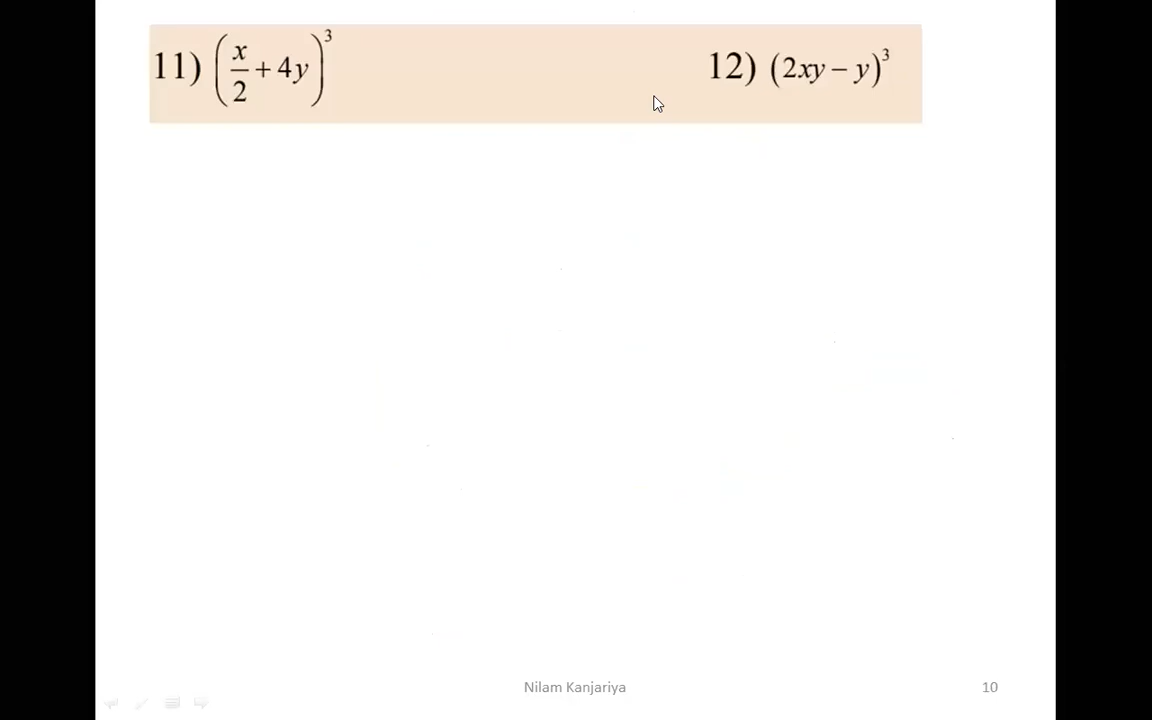 11) (x/2 + 4y)³ 12) (2xy − y)³
Nilam Kanjariya 10